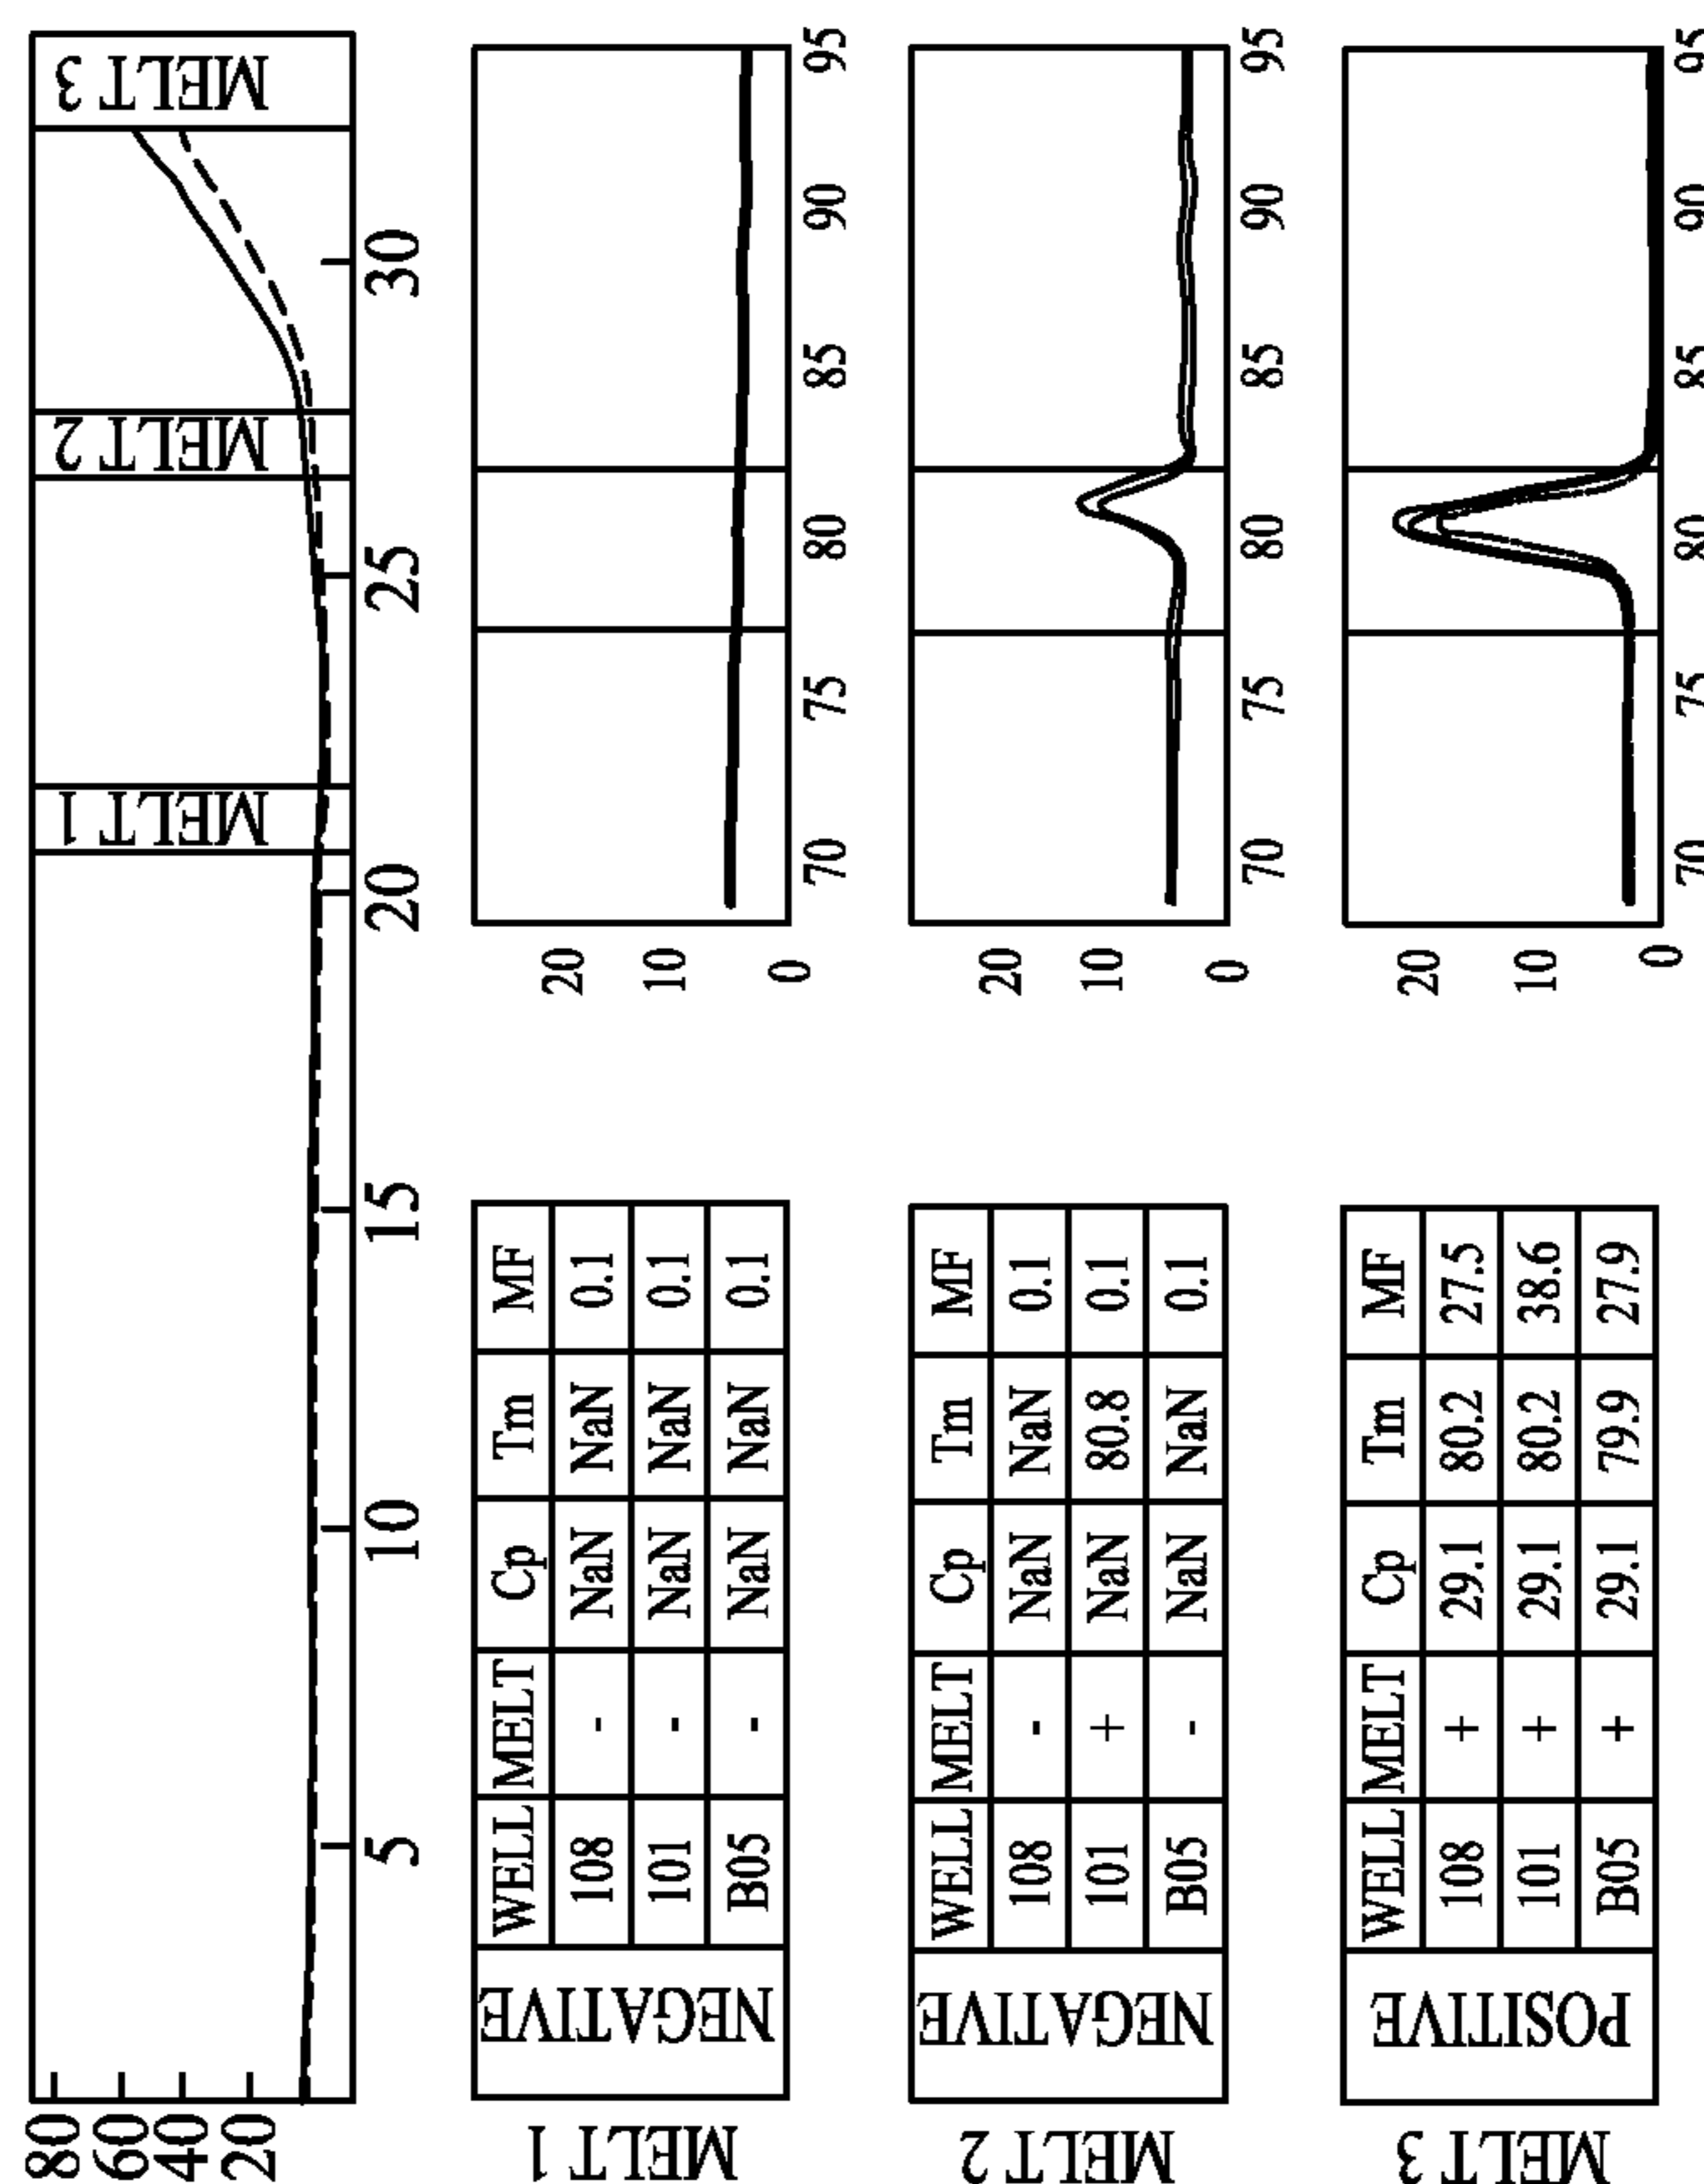 80
60
40
20
5
10
15
20
25
30
MELT 1
MELT 2
MELT 3
MELT 1
NEGATIVE
WELL MELT Cp Tm MF
108 - NaN NaN 0.1
101 - NaN NaN 0.1
B05 - NaN NaN 0.1
20
10
0
70 75 80 85 90 95
MELT 2
NEGATIVE
WELL MELT Cp Tm MF
108 - NaN NaN 0.1
101 + NaN 80.8 0.1
B05 - NaN NaN 0.1
20
10
0
70 75 80 85 90 95
MELT 3
POSITIVE
WELL MELT Cp Tm MF
108 + 29.1 80.2 27.5
101 + 29.1 80.2 38.6
B05 + 29.1 79.9 27.9
20
10
0
70 75 80 85 90 95